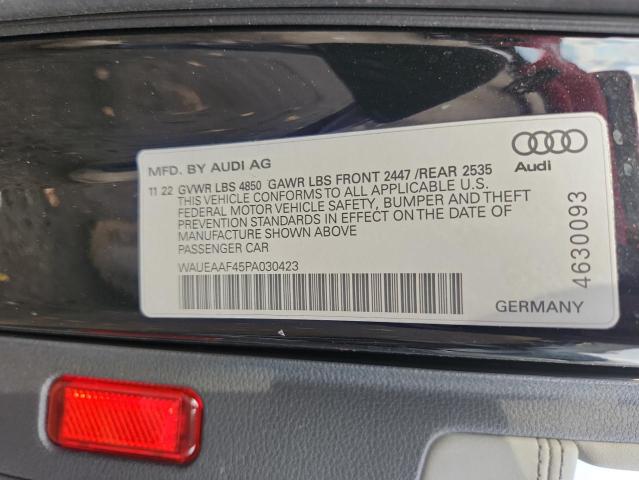 MFD. BY AUDI AG
Audi
11 22 GVWR LBS 4850 GAWR LBS FRONT 2447 /REAR 2535
THIS VEHICLE CONFORMS TO ALL APPLICABLE U.S.
FEDERAL MOTOR VEHICLE SAFETY, BUMPER AND THEFT
PREVENTION STANDARDS IN EFFECT ON THE DATE OF
MANUFACTURE SHOWN ABOVE
PASSENGER CAR
WAUEAAF45PA030423
4630093
GERMANY